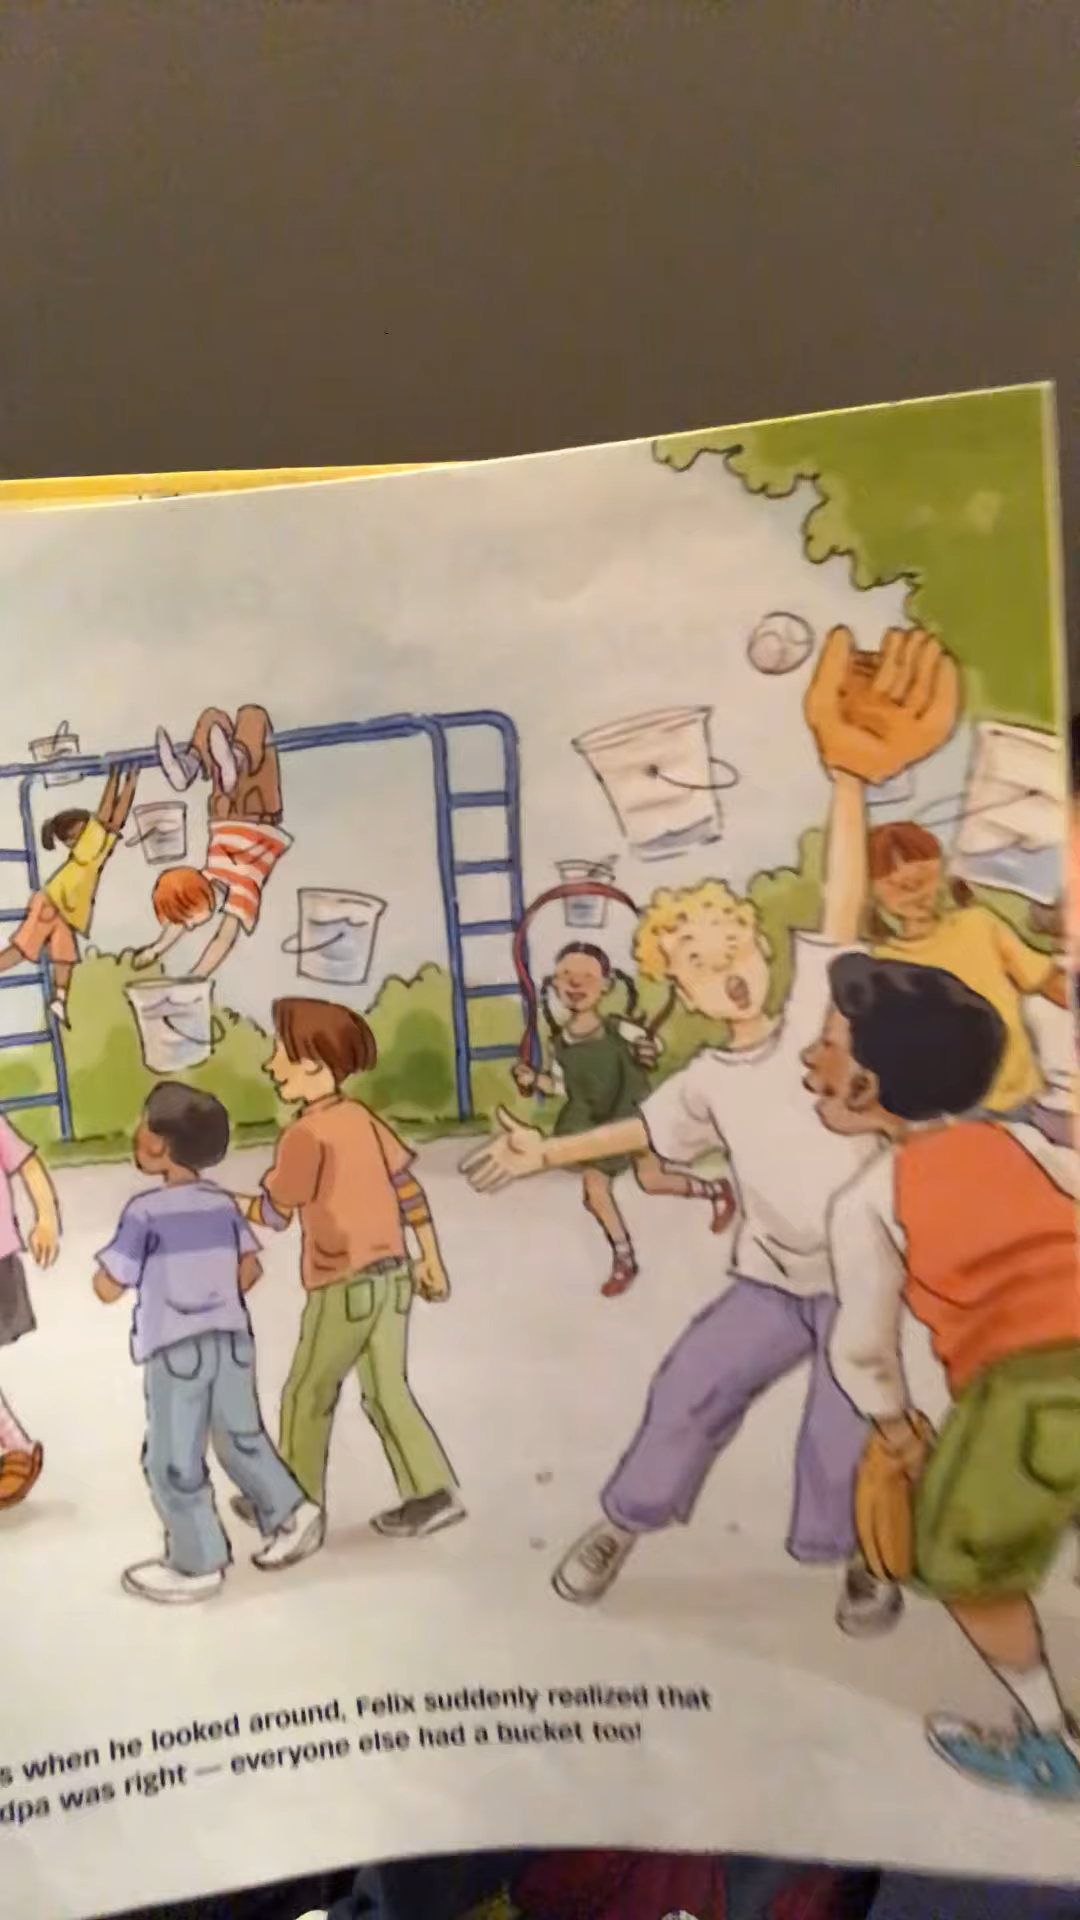 s when he looked around, Felix suddenly realized that
dpa was right — everyone else had a bucket too!